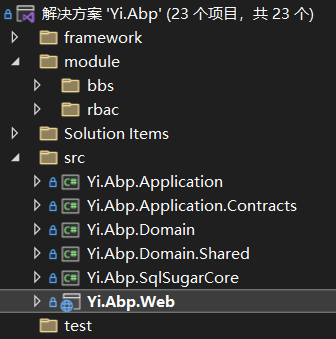 解决方案 'Yi.Abp' (23 个项目，共 23 个)
framework
module
bbs
rbac
Solution Items
src
Yi.Abp.Application
Yi.Abp.Application.Contracts
Yi.Abp.Domain
Yi.Abp.Domain.Shared
Yi.Abp.SqlSugarCore
Yi.Abp.Web
test